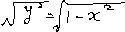 √y² = √1 - x²